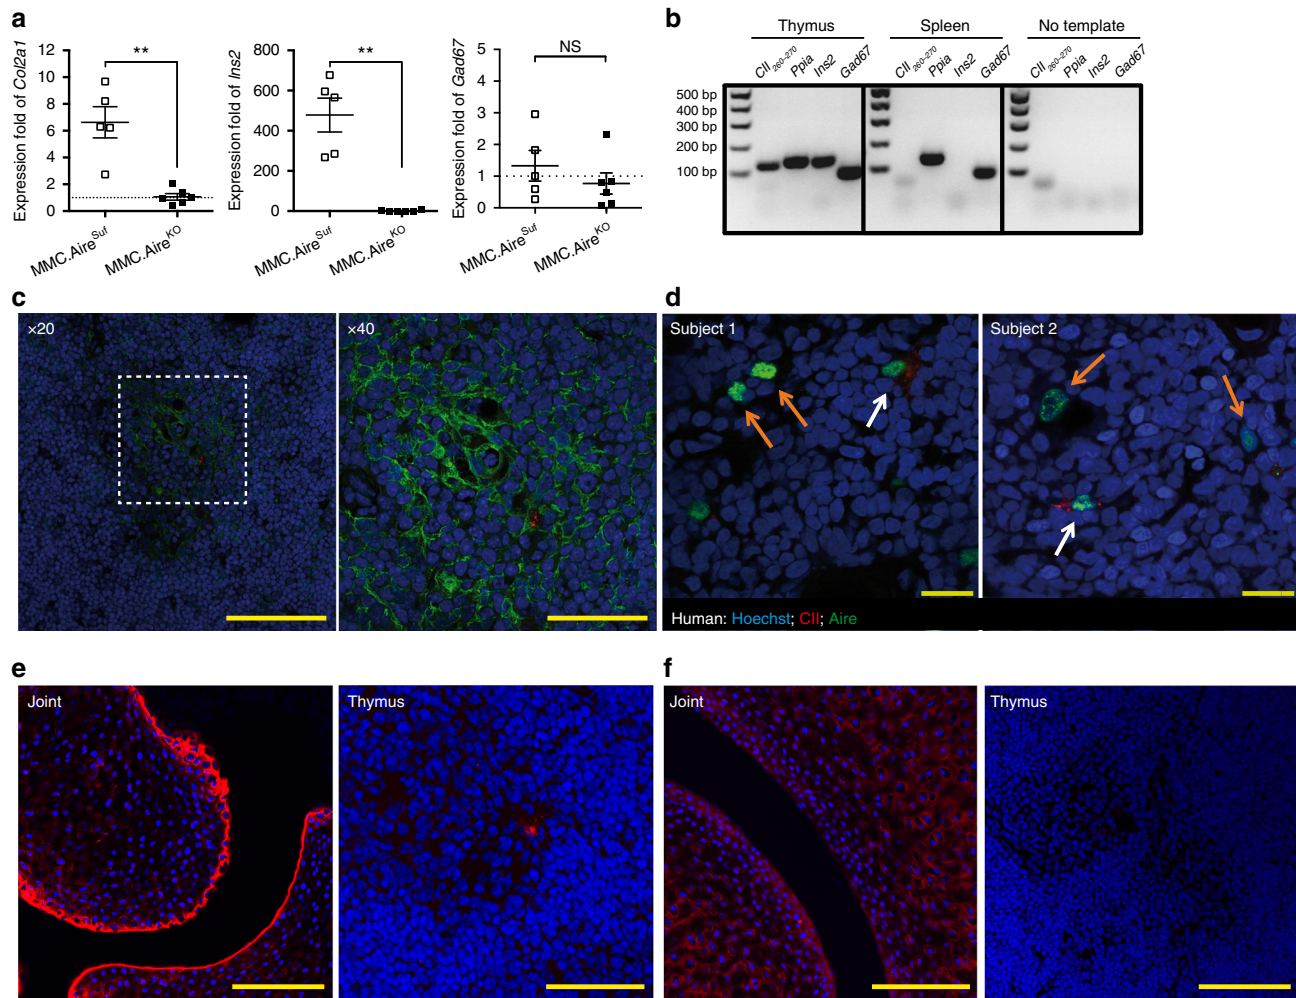 a
Expression fold of Col2a1
12
10
8
6
4
2
0
**
MMC.Aire^Suf
MMC.Aire^KO
Expression fold of Ins2
800
600
400
200
0
**
MMC.Aire^Suf
MMC.Aire^KO
Expression fold of Gad67
5
4
3
2
1
0
NS
MMC.Aire^Suf
MMC.Aire^KO
b
Thymus
Spleen
No template
CII 260-270
Ppia
Ins2
Gad67
CII 260-270
Ppia
Ins2
Gad67
CII 260-270
Ppia
Ins2
Gad67
500 bp
400 bp
300 bp
200 bp
100 bp
c
×20
×40
d
Subject 1
Subject 2
Human: Hoechst; CII; Aire
e
Joint
Thymus
f
Joint
Thymus